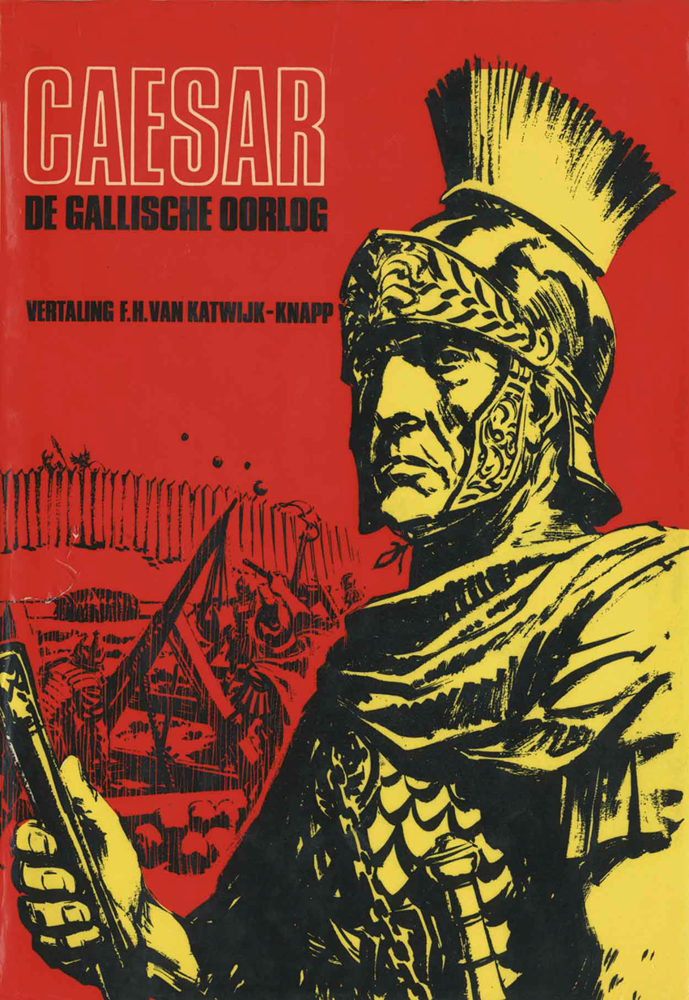 CAESAR
DE GALLISCHE OORLOG
VERTALING F.H. VAN KATWIJK-KNAPP